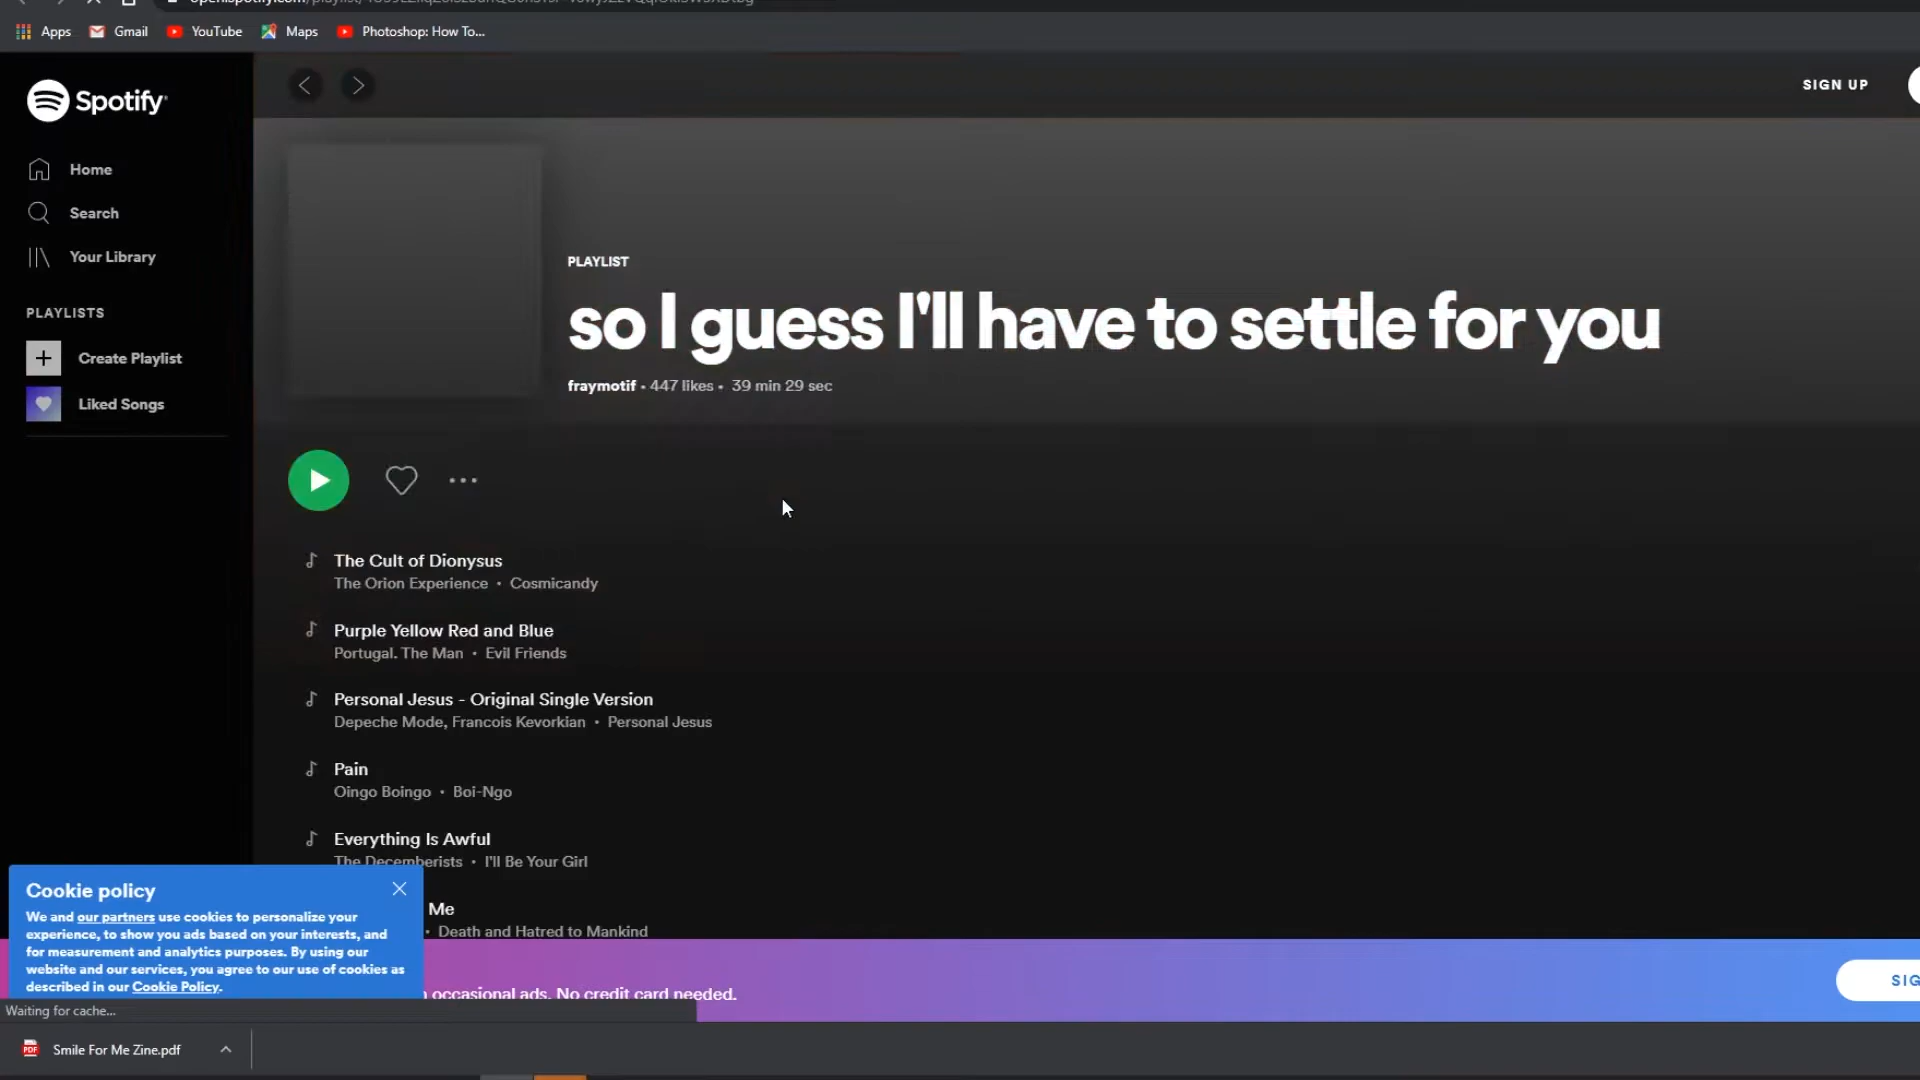 Apps Gmail YouTube Maps Photoshop: How To...
Spotify
SIGN UP
Home
Search
Your Library
PLAYLISTS
Create Playlist
Liked Songs
PLAYLIST
so I guess I'll have to settle for you
fraymotif • 447 likes • 39 min 29 sec
The Cult of Dionysus
The Orion Experience • Cosmicandy
Purple Yellow Red and Blue
Portugal. The Man • Evil Friends
Personal Jesus - Original Single Version
Depeche Mode, Francois Kevorkian • Personal Jesus
Pain
Oingo Boingo • Boi-Ngo
Everything Is Awful
The Decemberists • I'll Be Your Girl
Me
• Death and Hatred to Mankind
Cookie policy
We and our partners use cookies to personalize your
experience, to show you ads based on your interests, and
for measurement and analytics purposes. By using our
website and our services, you agree to our use of cookies as
described in our Cookie Policy.
occasional ads. No credit card needed.
SIG
Waiting for cache...
PDF Smile For Me Zine.pdf